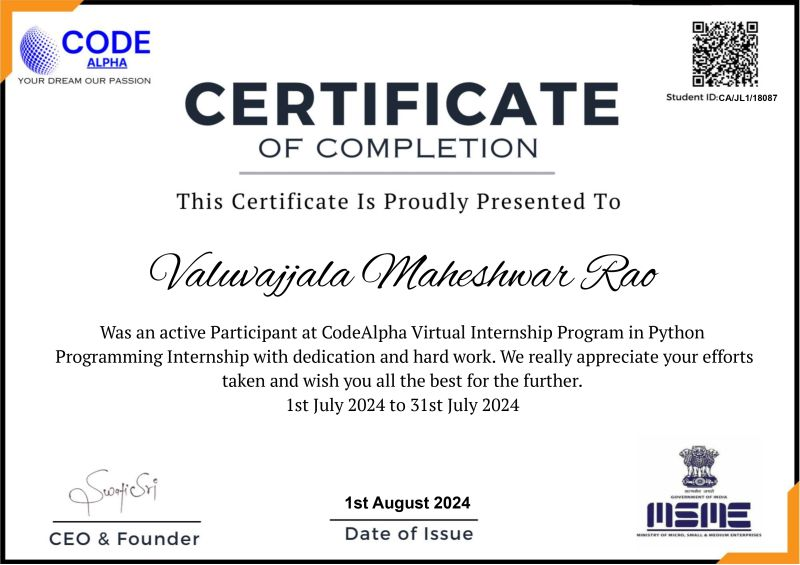 CODE
ALPHA
YOUR DREAM OUR PASSION
Student ID:CA/JL1/18087
CERTIFICATE
OF COMPLETION
This Certificate Is Proudly Presented To
Valuvajjala Maheshwar Rao
Was an active Participant at CodeAlpha Virtual Internship Program in Python
Programming Internship with dedication and hard work. We really appreciate your efforts
taken and wish you all the best for the further.
1st July 2024 to 31st July 2024
CEO & Founder
1st August 2024
Date of Issue
सत्यमेव जयते
GOVERNMENT OF INDIA
MSME
MINISTRY OF MICRO, SMALL & MEDIUM ENTERPRISES